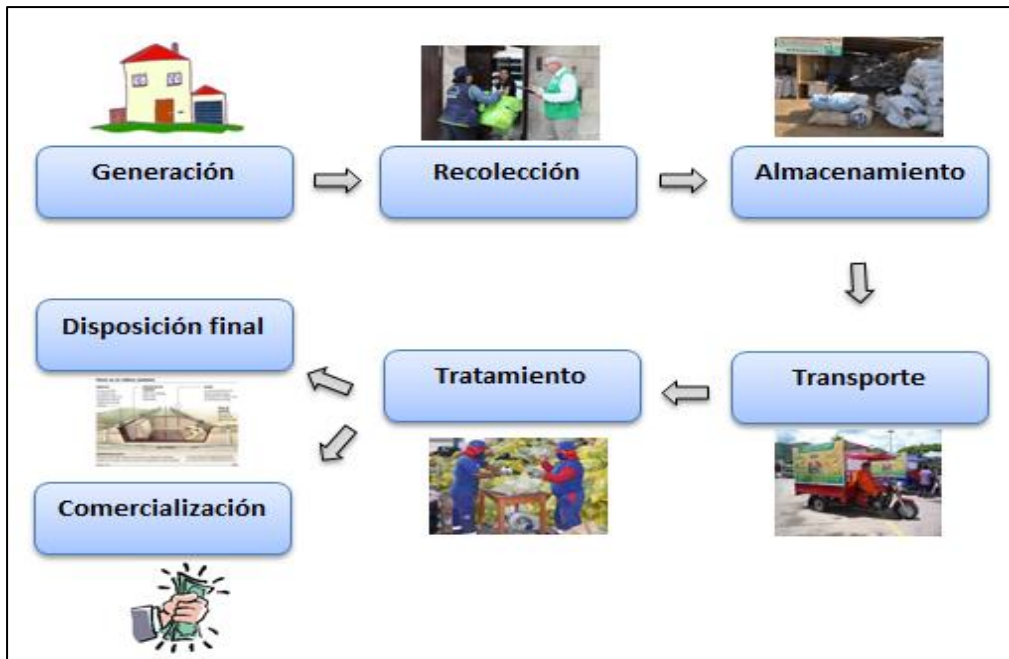 Generación
Recolección
Almacenamiento
Transporte
Tratamiento
Disposición final
Comercialización